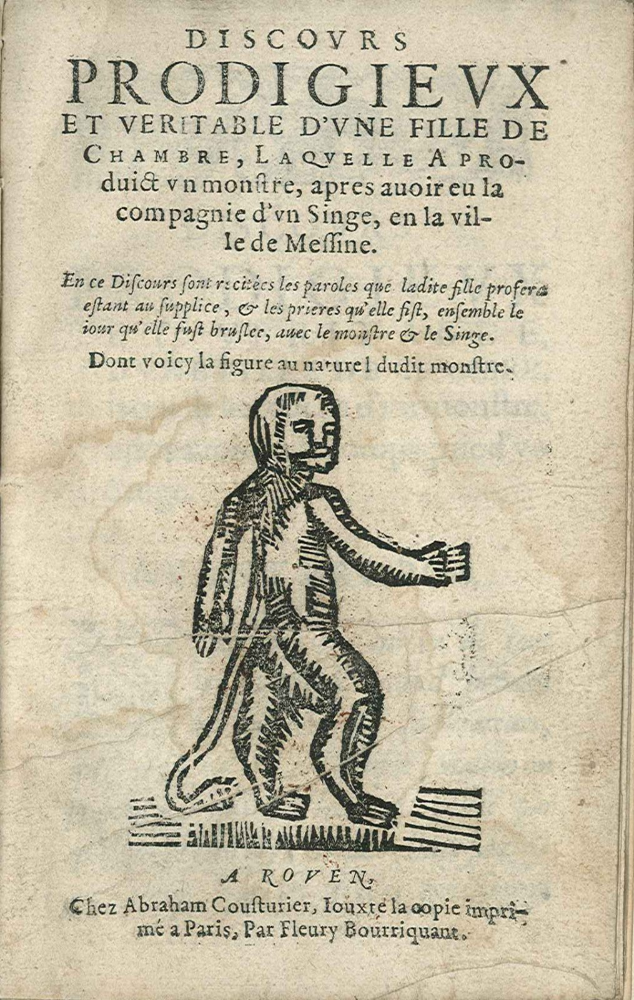 DISCOVRS
PRODIGIEVX
ET VERITABLE D'VNE FILLE DE
CHAMBRE, LAQVELLE A PRO-
duict vn monſtre, apres auoir eu la
compagnie d'vn Singe, en la vil-
le de Meſſine.
En ce Diſcours ſont recitées les paroles que ladite fille profera
eſtant au ſupplice, & les prieres qu'elle fiſt, enſemble le
iour qu'elle fuſt bruſlee, auec le monſtre & le Singe.
Dont voicy la figure au naturel dudit monſtre.
A ROVEN,
Chez Abraham Couſturier, Iouxte la copie impri-
mé a Paris, Par Fleury Bourriquant.